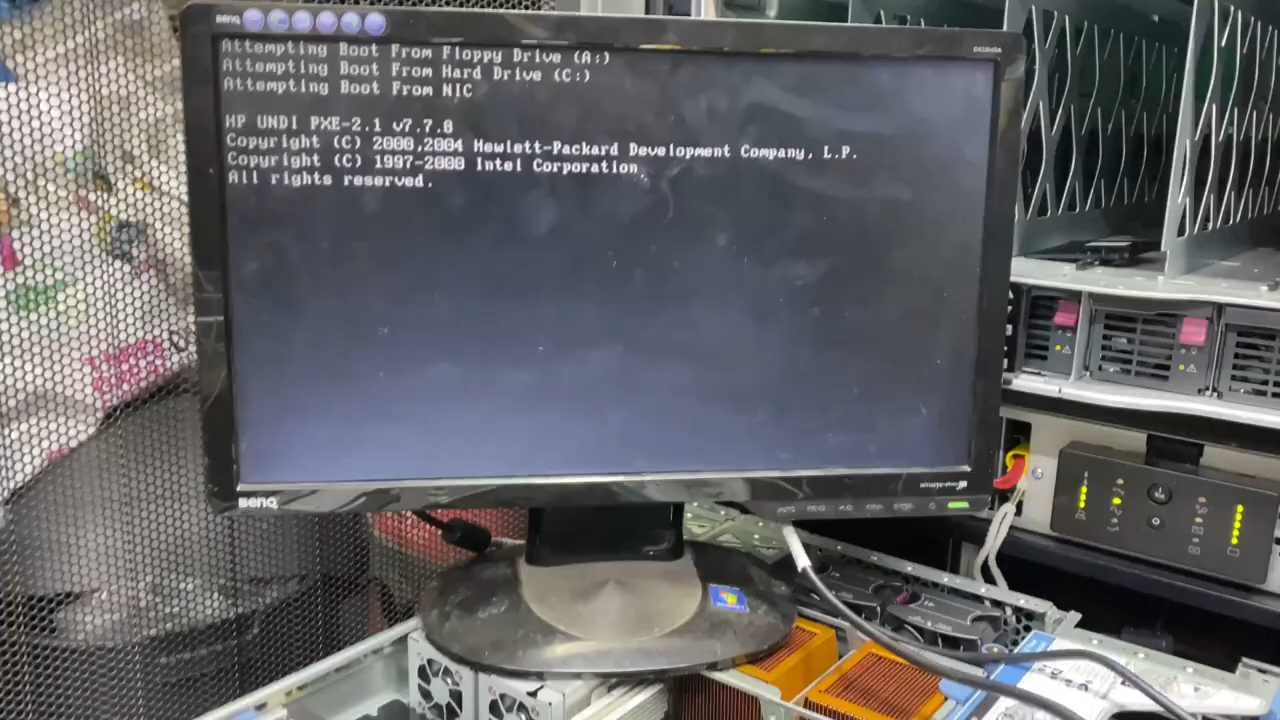 BenQ
Attempting Boot From Floppy Drive (A:)
Attempting Boot From Hard Drive (C:)
Attempting Boot From NIC
HP UNDI PXE-2.1 v7.7.8
Copyright (C) 2000,2004 Hewlett-Packard Development Company, L.P.
Copyright (C) 1997-2000 Intel Corporation
All rights reserved.
BenQ